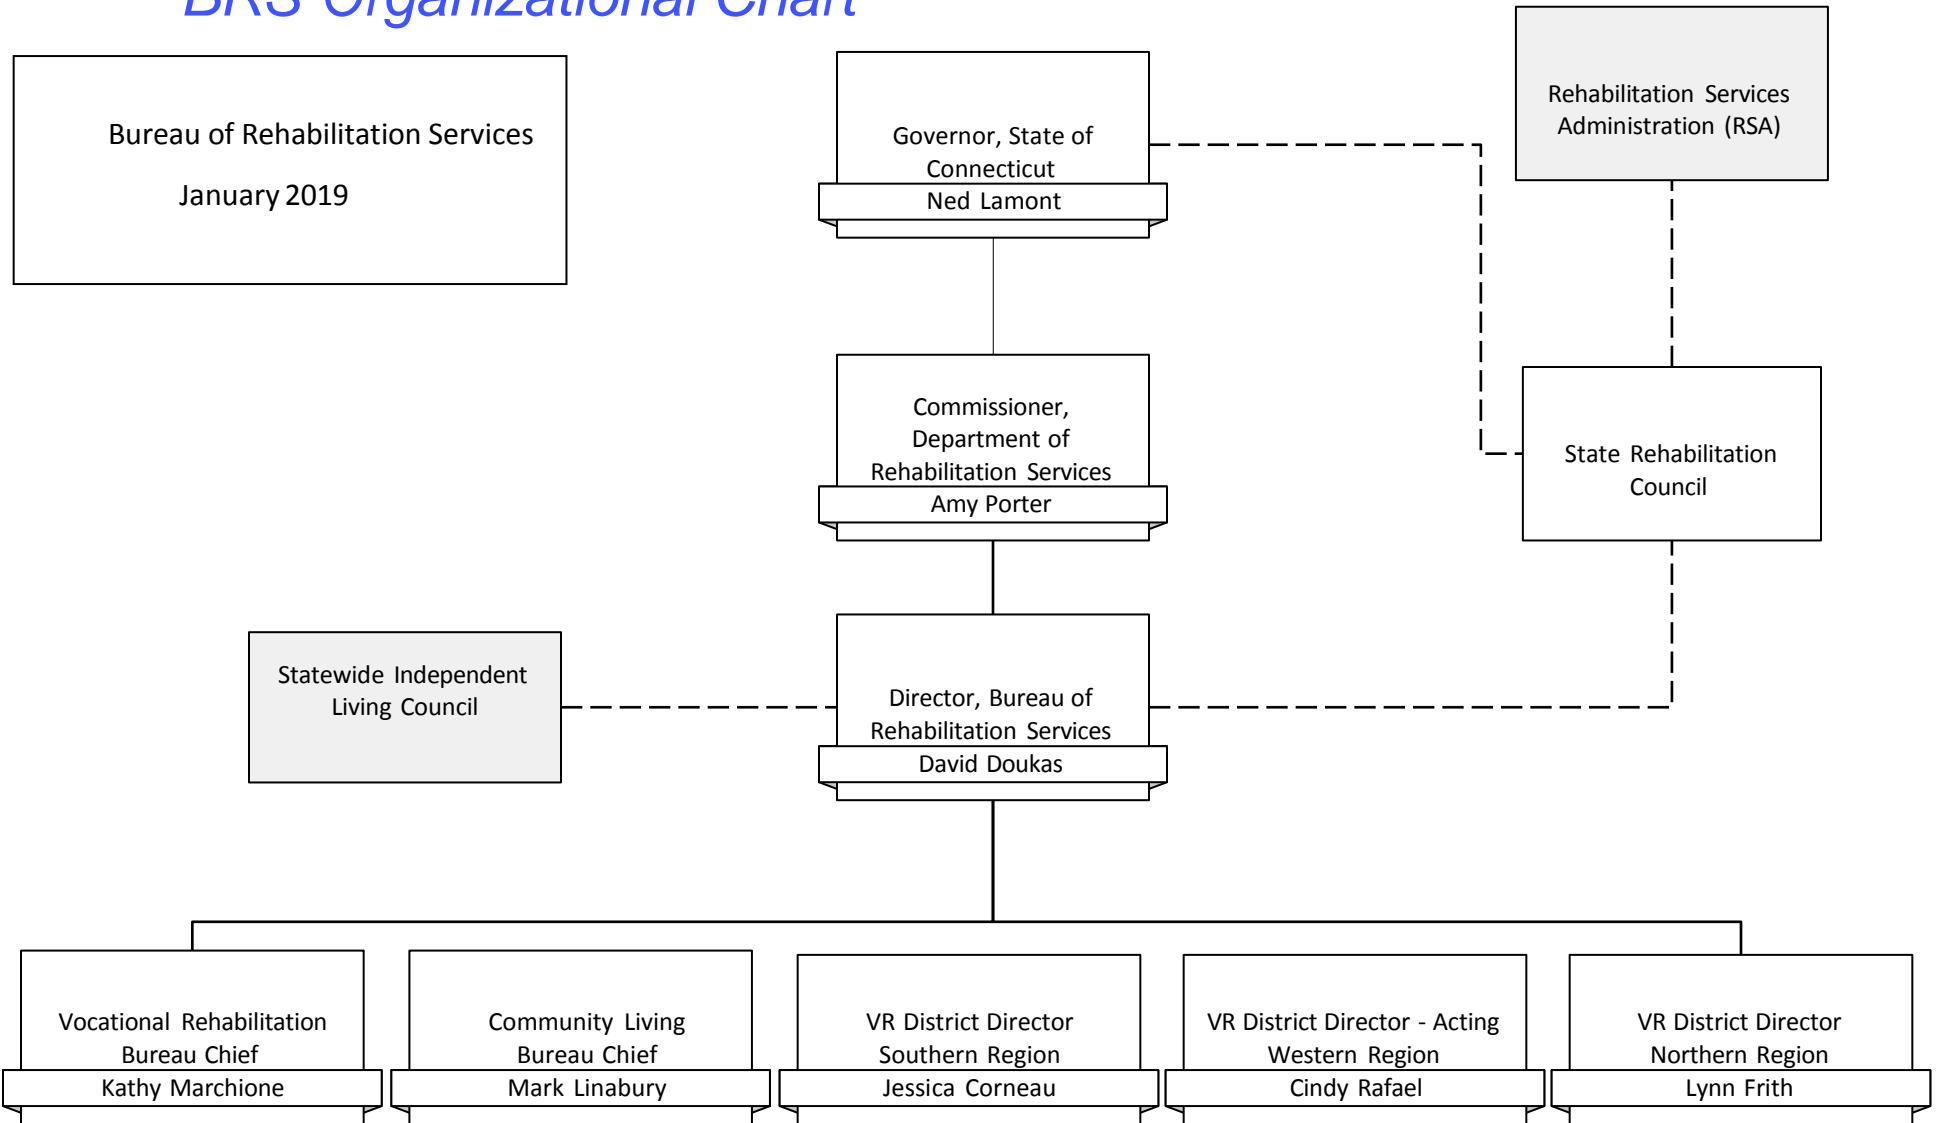 BRS Organizational Chart
Bureau of Rehabilitation Services
January 2019
Governor, State of
Connecticut
Ned Lamont
Rehabilitation Services
Administration (RSA)
Commissioner,
Department of
Rehabilitation Services
Amy Porter
State Rehabilitation
Council
Statewide Independent
Living Council
Director, Bureau of
Rehabilitation Services
David Doukas
Vocational Rehabilitation
Bureau Chief
Kathy Marchione
Community Living
Bureau Chief
Mark Linabury
VR District Director
Southern Region
Jessica Corneau
VR District Director - Acting
Western Region
Cindy Rafael
VR District Director
Northern Region
Lynn Frith